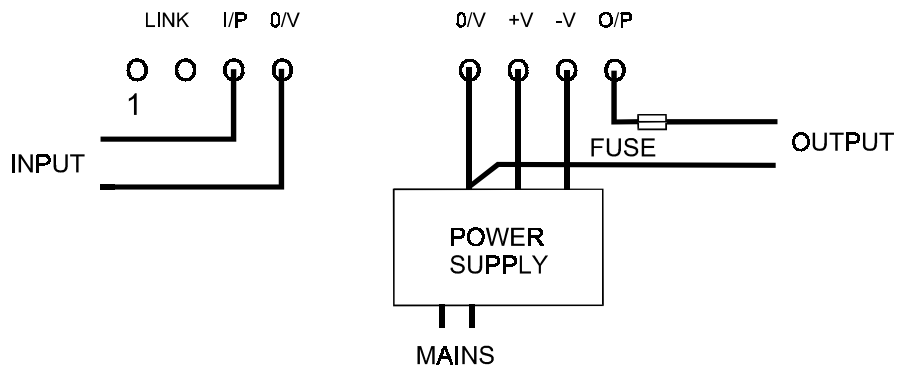 LINK I/P 0/V 0/V +V -V O/P
1
INPUT
FUSE
OUTPUT
POWER
SUPPLY
MAINS